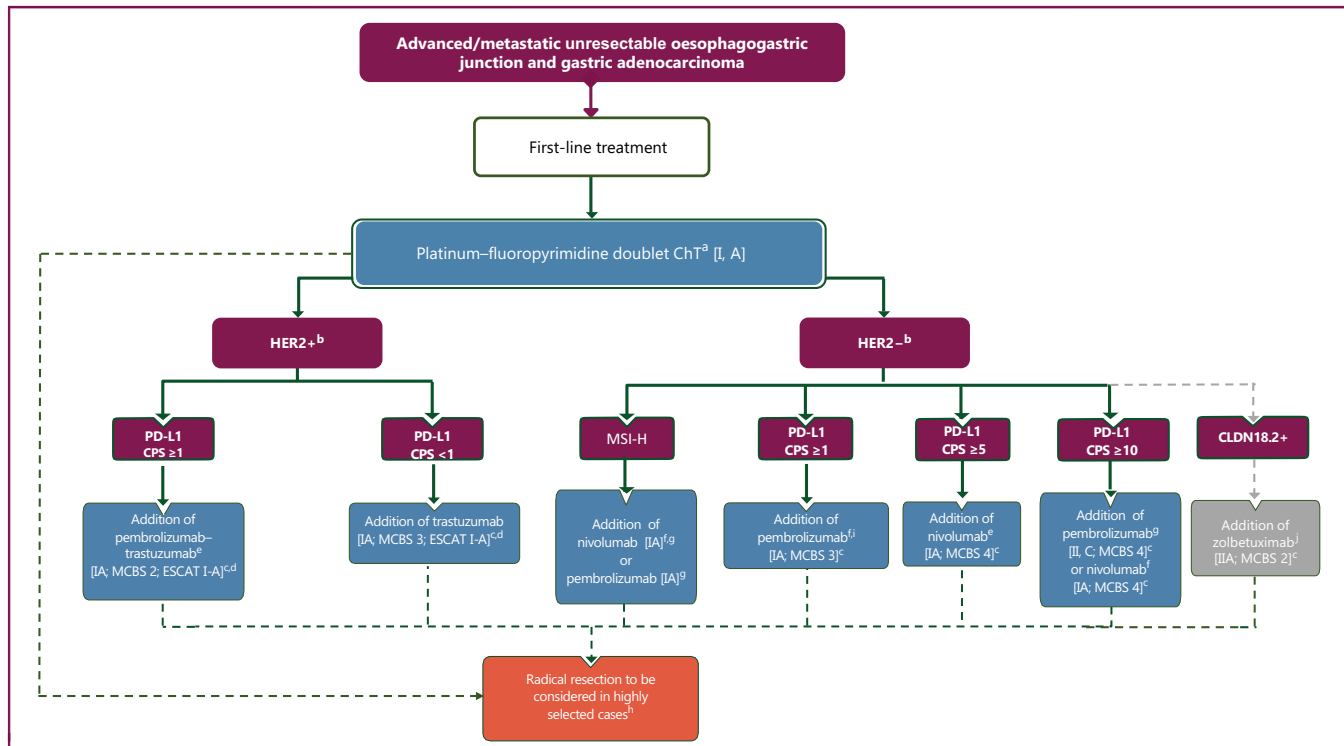 Advanced/metastatic unresectable oesophagogastric
junction and gastric adenocarcinoma
First-line treatment
Platinum–fluoropyrimidine doublet ChTᵃ [I, A]
HER2+ᵇ
HER2−ᵇ
PD-L1
CPS ≥1
PD-L1
CPS <1
MSI-H
PD-L1
CPS ≥1
PD-L1
CPS ≥5
PD-L1
CPS ≥10
CLDN18.2+
Addition of
pembrolizumab–
trastuzumabᵉ
[IA; MCBS 2; ESCAT I-A]ᶜ,ᵈ
Addition of trastuzumab
[IA; MCBS 3; ESCAT I-A]ᶜ,ᵈ
Addition of
nivolumab [IA]ᶠ,ᵍ
or
pembrolizumab [IA]ᵍ
Addition of
pembrolizumabᶠ,ⁱ
[IA; MCBS 3]ᶜ
Addition of
nivolumabᵉ
[IA; MCBS 4]ᶜ
Addition of
pembrolizumabᵍ
[II, C; MCBS 4]ᶜ
or nivolumabᶠ
[IA; MCBS 4]ᶜ
Addition of
zolbetuximabʲ
[IIA; MCBS 2]ᶜ
Radical resection to be
considered in highly
selected casesʰ